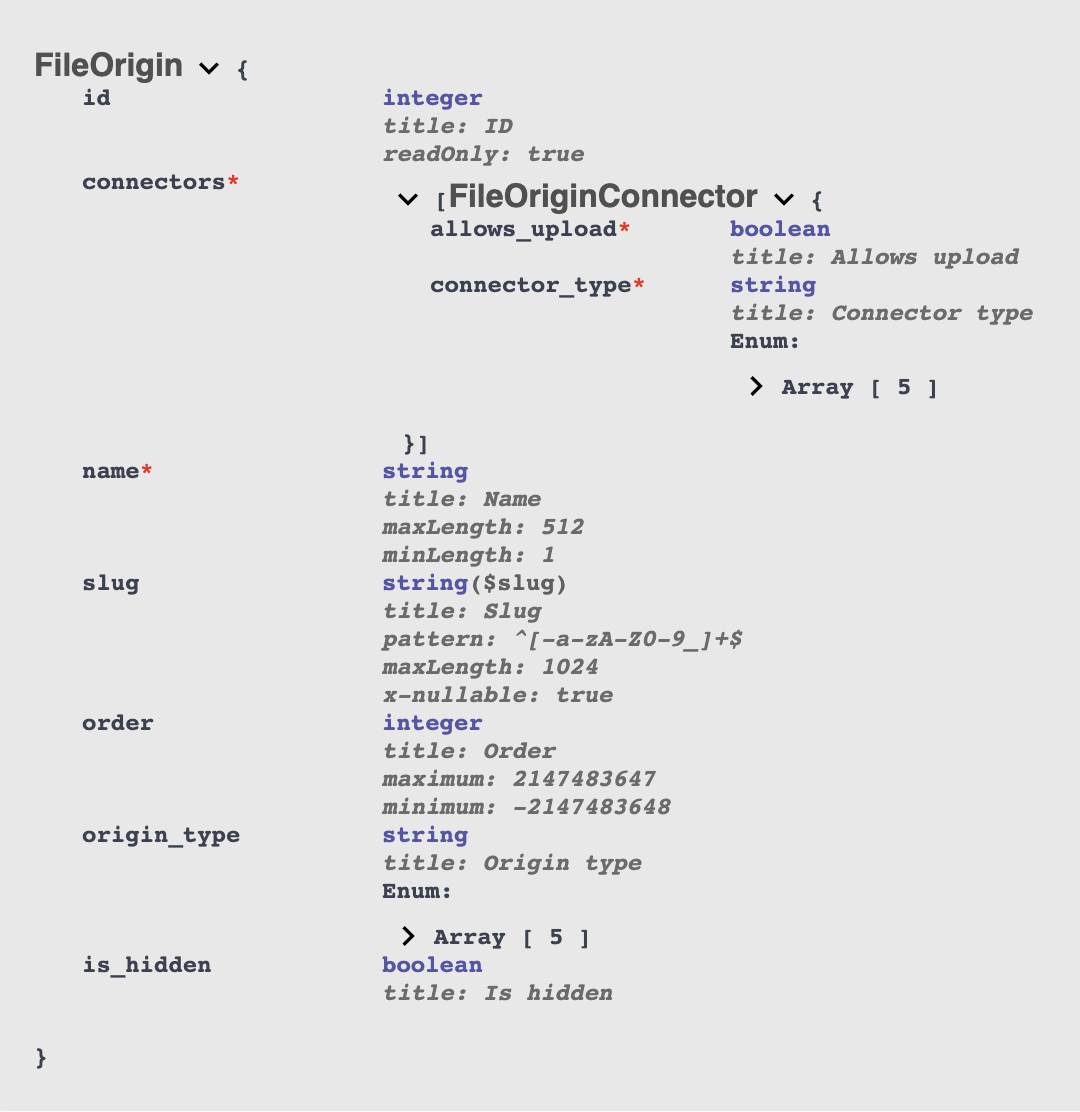 FileOrigin {
id integer
title: ID
readOnly: true
connectors*
[FileOriginConnector {
allows_upload* boolean
title: Allows upload
connector_type* string
title: Connector type
Enum:
Array [ 5 ]
}]
name* string
title: Name
maxLength: 512
minLength: 1
slug string($slug)
title: Slug
pattern: ^[-a-zA-Z0-9_]+$
maxLength: 1024
x-nullable: true
order integer
title: Order
maximum: 2147483647
minimum: -2147483648
origin_type string
title: Origin type
Enum:
Array [ 5 ]
is_hidden boolean
title: Is hidden
}